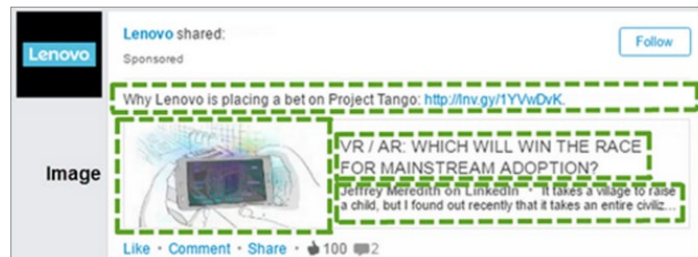 Lenovo
Lenovo shared:
Follow
Sponsored
Why Lenovo is placing a bet on Project Tango: http://lnv.gy/1YVwDvK.
Image
VR / AR: WHICH WILL WIN THE RACE
FOR MAINSTREAM ADOPTION?
Jeffrey Meredith on LinkedIn · It takes a village to raise
a child, but I found out recently that it takes an entire civiliz...
Like · Comment · Share · 100 2